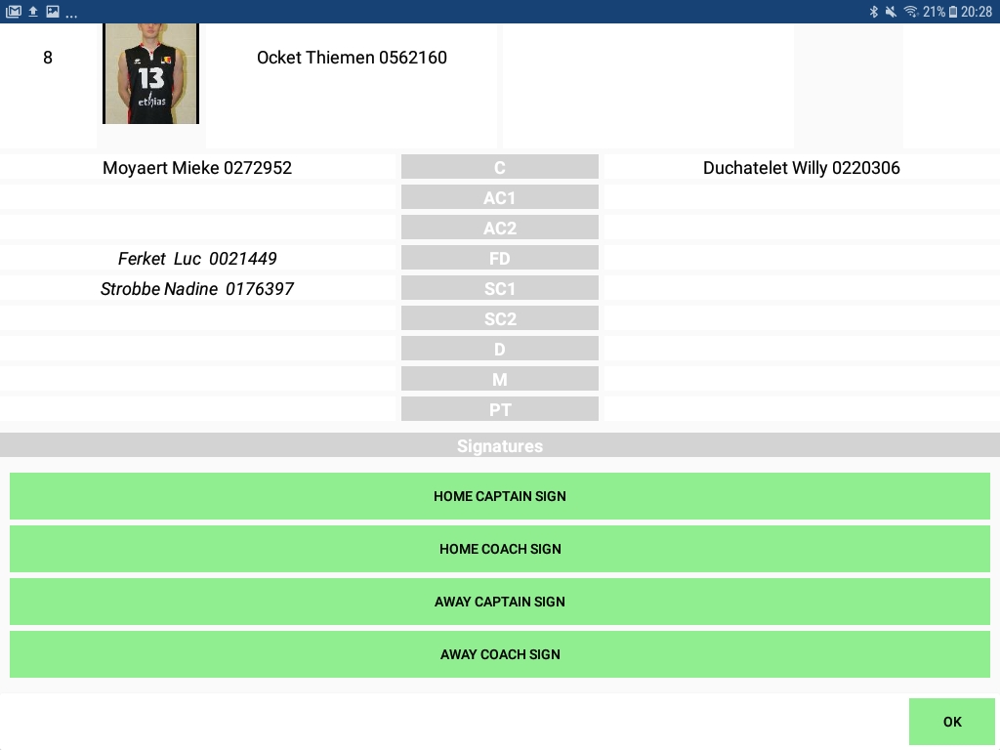 ... 21% 20:28
8 Ocket Thiemen 0562160
13
ethias
Moyaert Mieke 0272952 C Duchatelet Willy 0220306
AC1
AC2
Ferket Luc 0021449 FD
Strobbe Nadine 0176397 SC1
SC2
D
M
PT
Signatures
HOME CAPTAIN SIGN
HOME COACH SIGN
AWAY CAPTAIN SIGN
AWAY COACH SIGN
OK